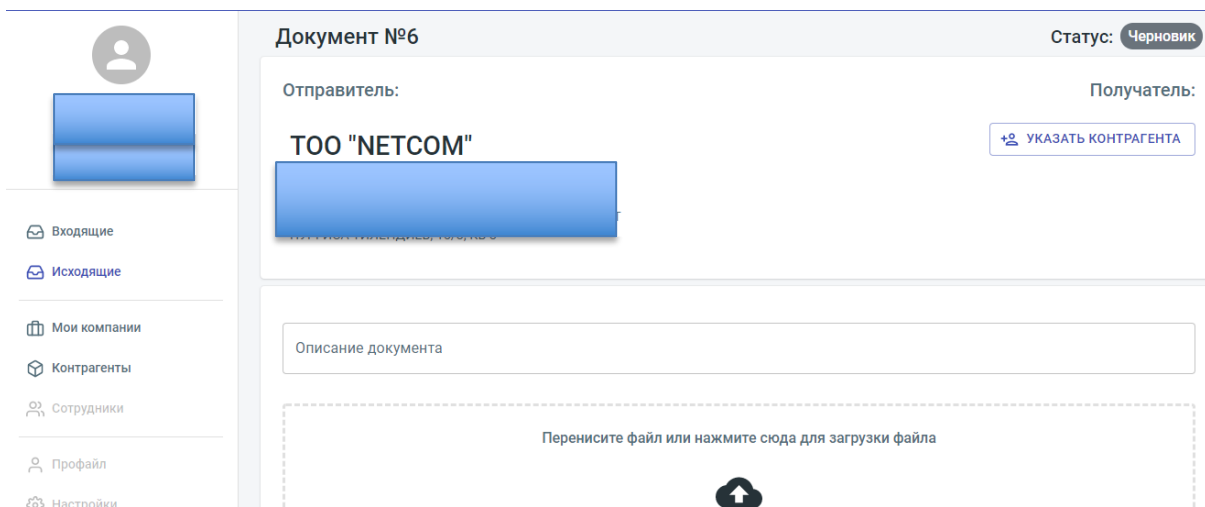 Документ №6
Статус: Черновик
Отправитель:
Получатель:
ТОО "NETCOM"
УКАЗАТЬ КОНТРАГЕНТА
Входящие
Исходящие
Мои компании
Контрагенты
Сотрудники
Профиль
Настройки
Описание документа
Перенисите файл или нажмите сюда для загрузки файла